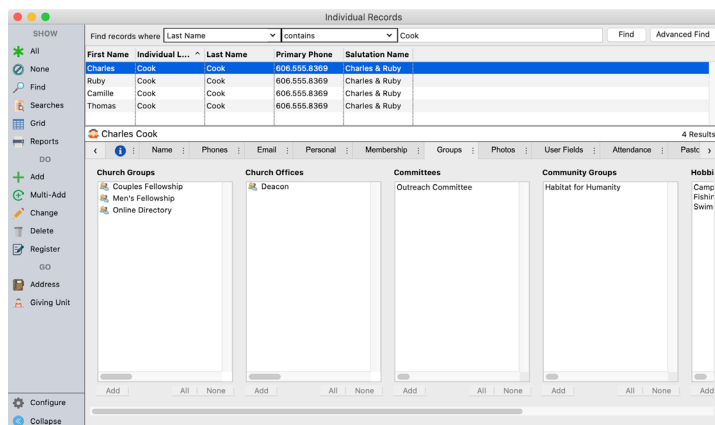 Individual Records
SHOW
All
None
Find
Searches
Grid
Reports
DO
Add
Multi-Add
Change
Delete
Register
GO
Address
Giving Unit
Configure
Collapse
Find records where Last Name contains Cook Find Advanced Find
First Name Individual L... Last Name Primary Phone Salutation Name
Charles Cook Cook 606.555.8369 Charles & Ruby
Ruby Cook Cook 606.555.8369 Charles & Ruby
Camille Cook Cook 606.555.8369 Charles & Ruby
Thomas Cook Cook 606.555.8369 Charles & Ruby
Charles Cook 4 Results
Name Phones Email Personal Membership Groups Photos User Fields Attendance Pastc
Church Groups
Couples Fellowship
Men's Fellowship
Online Directory
Add All None
Church Offices
Deacon
Add All None
Committees
Outreach Committee
Add All None
Community Groups
Habitat for Humanity
Add All None
Hobbi
Camp
Fishin
Swim
Add